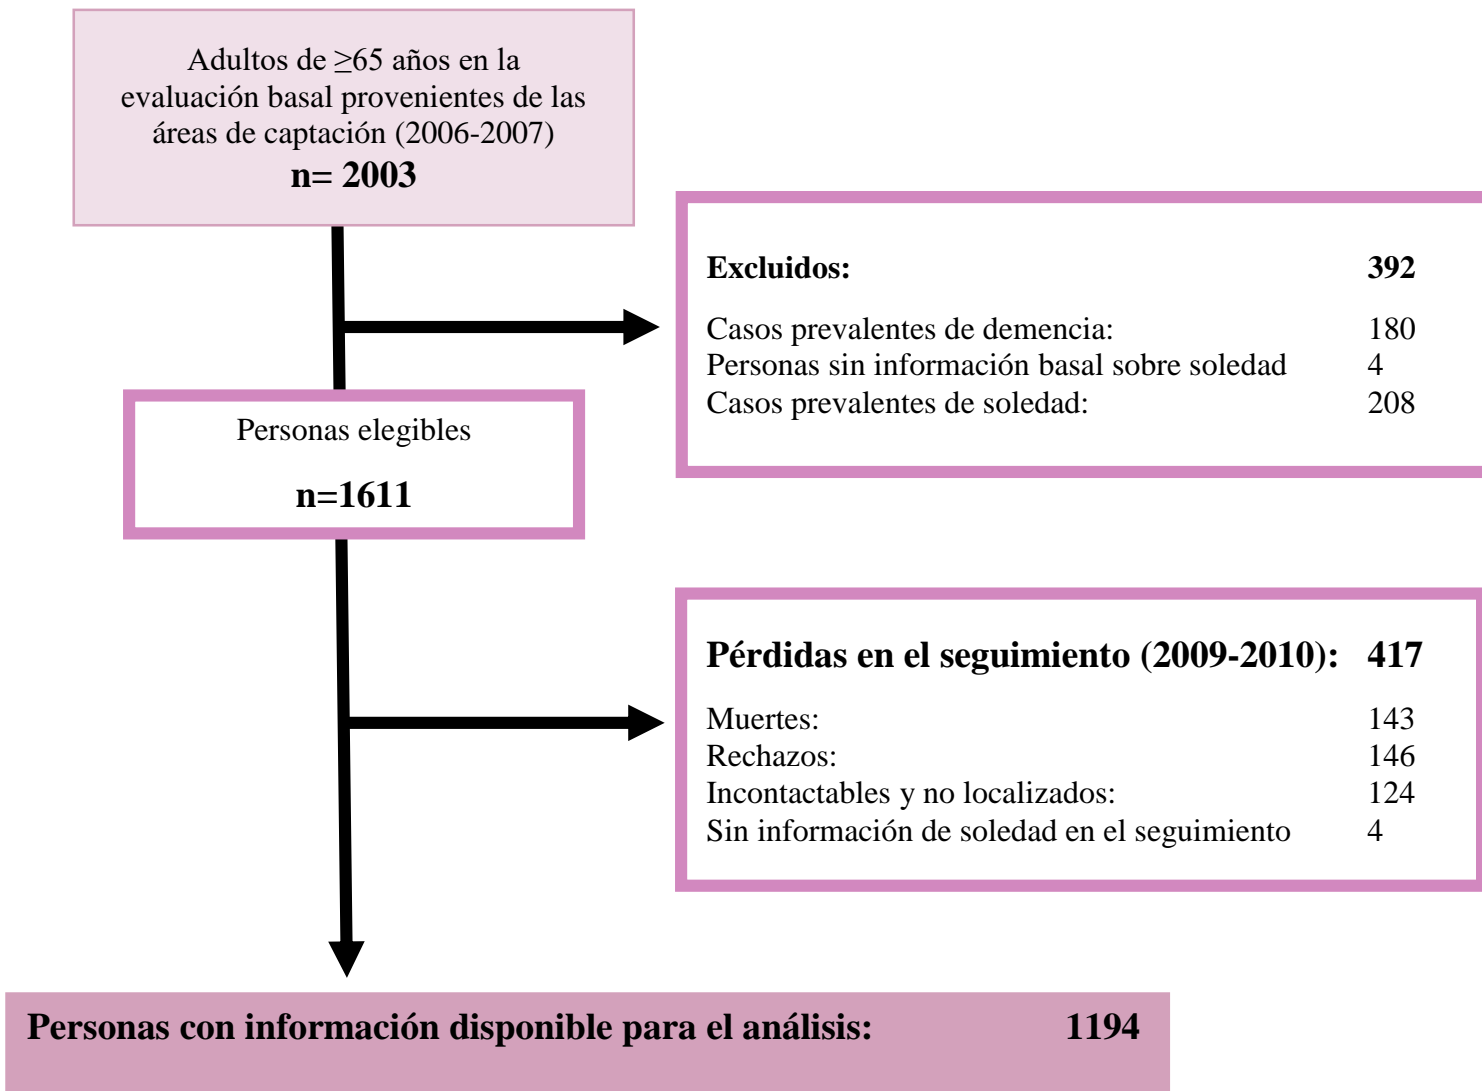 Adultos de ≥65 años en la
evaluación basal provenientes de las
áreas de captación (2006-2007)
n= 2003
Excluidos: 392
Casos prevalentes de demencia: 180
Personas sin información basal sobre soledad 4
Casos prevalentes de soledad: 208
Personas elegibles
n=1611
Pérdidas en el seguimiento (2009-2010): 417
Muertes: 143
Rechazos: 146
Incontactables y no localizados: 124
Sin información de soledad en el seguimiento 4
Personas con información disponible para el análisis: 1194